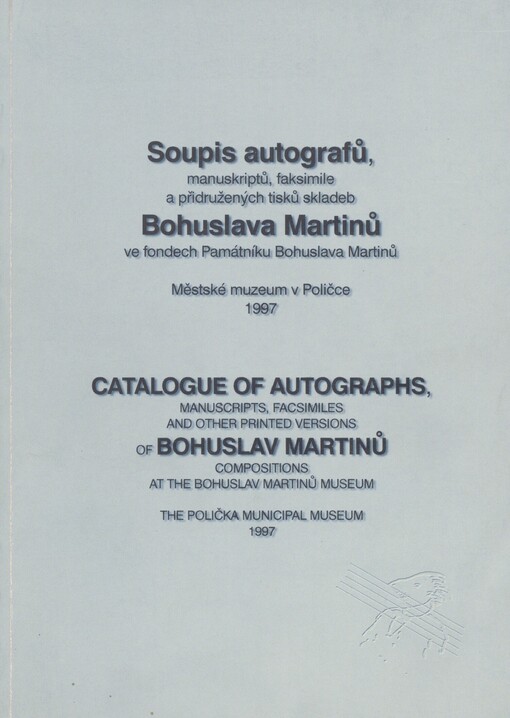 Soupis autografů,
manuskriptů, faksimile
a přidružených tisků skladeb
Bohuslava Martinů
ve fondech Památníku Bohuslava Martinů
Městské muzeum v Poličce
1997
CATALOGUE OF AUTOGRAPHS,
MANUSCRIPTS, FACSIMILES
AND OTHER PRINTED VERSIONS
OF BOHUSLAV MARTINŮ
COMPOSITIONS
AT THE BOHUSLAV MARTINŮ MUSEUM
THE POLIČKA MUNICIPAL MUSEUM
1997